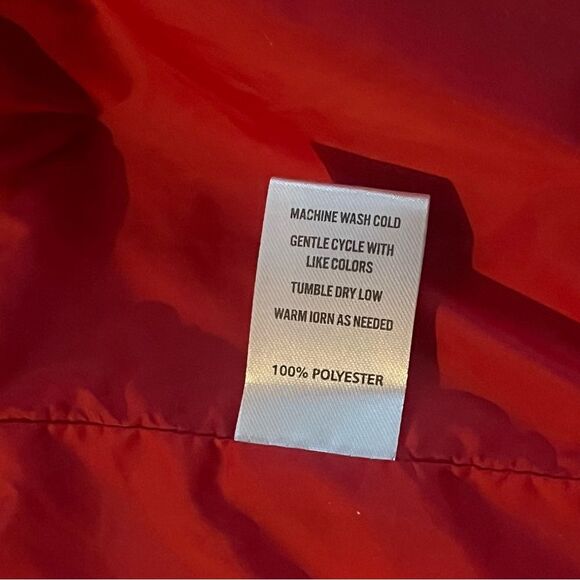 MACHINE WASH COLD
GENTLE CYCLE WITH
LIKE COLORS
TUMBLE DRY LOW
WARM IORN AS NEEDED
100% POLYESTER